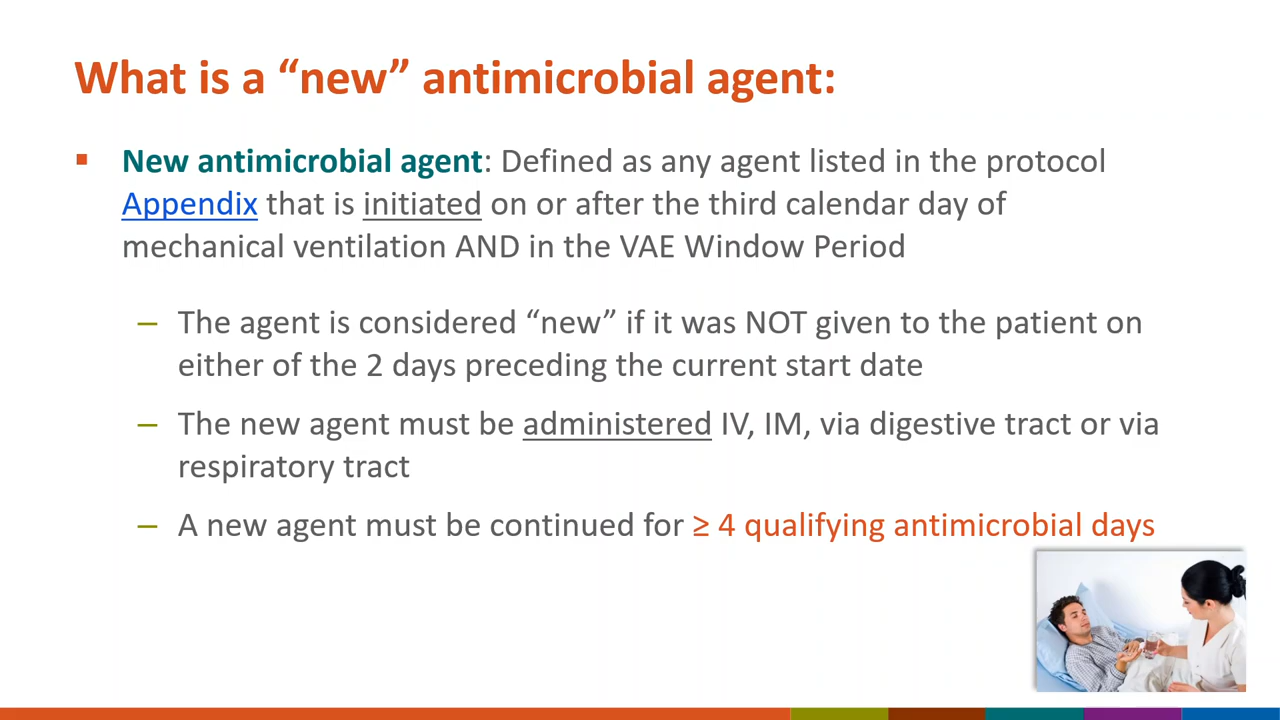 What is a “new” antimicrobial agent:
▪ New antimicrobial agent: Defined as any agent listed in the protocol
Appendix that is initiated on or after the third calendar day of
mechanical ventilation AND in the VAE Window Period
– The agent is considered “new” if it was NOT given to the patient on
either of the 2 days preceding the current start date
– The new agent must be administered IV, IM, via digestive tract or via
respiratory tract
– A new agent must be continued for ≥ 4 qualifying antimicrobial days